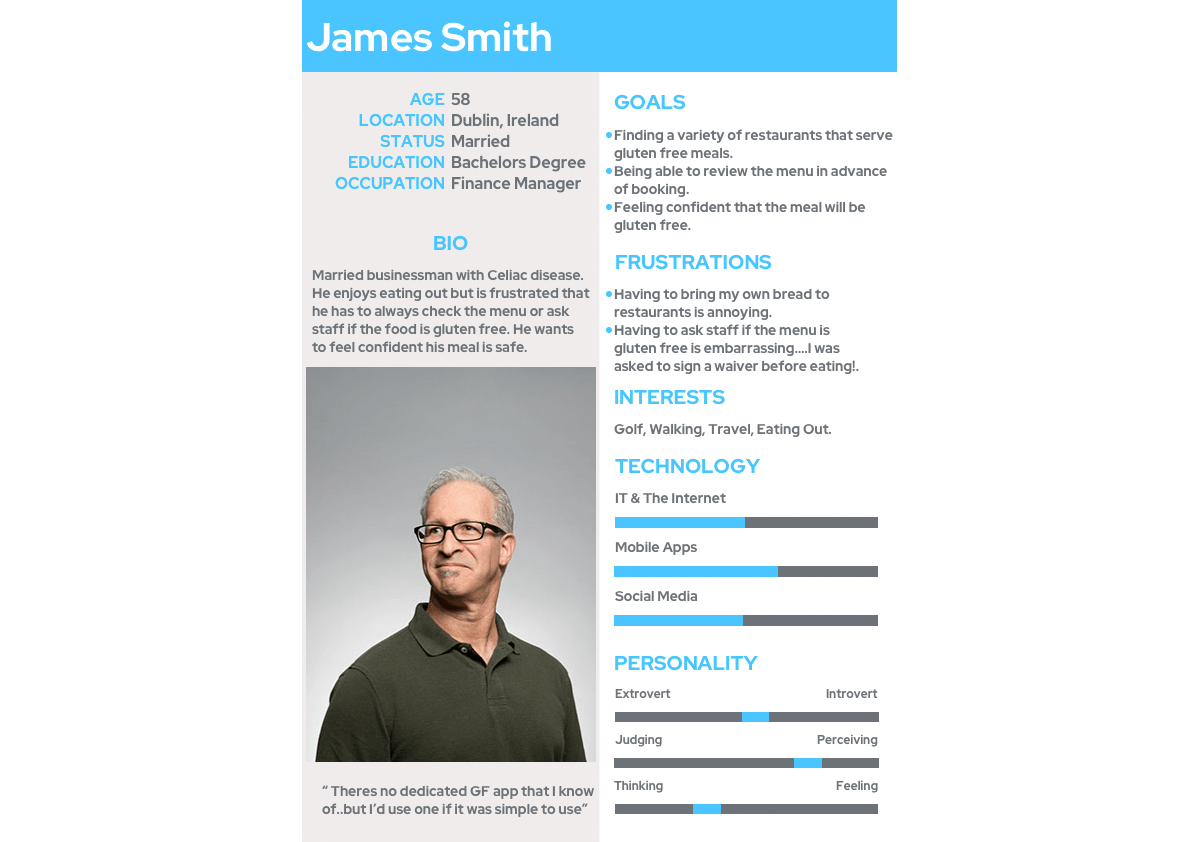 James Smith
AGE 58
LOCATION Dublin, Ireland
STATUS Married
EDUCATION Bachelors Degree
OCCUPATION Finance Manager
BIO
Married businessman with Celiac disease.
He enjoys eating out but is frustrated that
he has to always check the menu or ask
staff if the food is gluten free. He wants
to feel confident his meal is safe.
“ Theres no dedicated GF app that I know
of..but I’d use one if it was simple to use”
GOALS
Finding a variety of restaurants that serve
gluten free meals.
Being able to review the menu in advance
of booking.
Feeling confident that the meal will be
gluten free.
FRUSTRATIONS
Having to bring my own bread to
restaurants is annoying.
Having to ask staff if the menu is
gluten free is embarrassing....I was
asked to sign a waiver before eating!.
INTERESTS
Golf, Walking, Travel, Eating Out.
TECHNOLOGY
IT & The Internet
Mobile Apps
Social Media
PERSONALITY
Extrovert Introvert
Judging Perceiving
Thinking Feeling